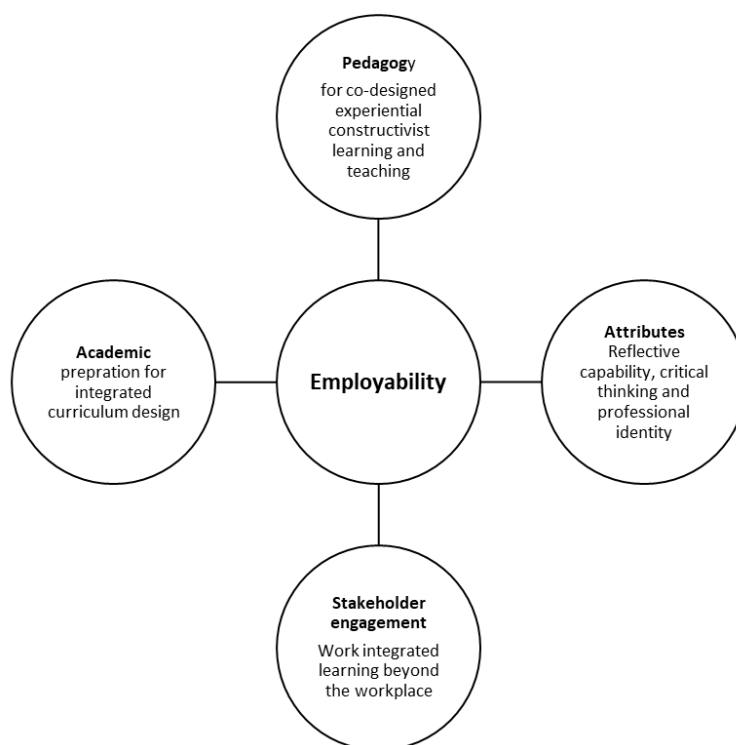 Pedagogy
for co-designed
experiential
constructivist
learning and
teaching
Academic
prepration for
integrated
curriculum design
Employability
Attributes
Reflective
capability, critical
thinking and
professional
identity
Stakeholder
engagement
Work integrated
learning beyond
the workplace